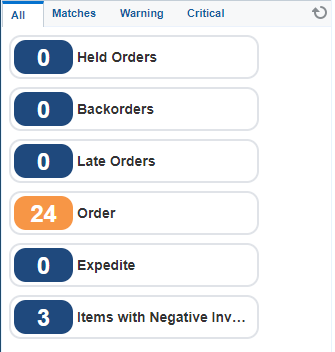 All Matches Warning Critical
0 Held Orders
0 Backorders
0 Late Orders
24 Order
0 Expedite
3 Items with Negative Inv...